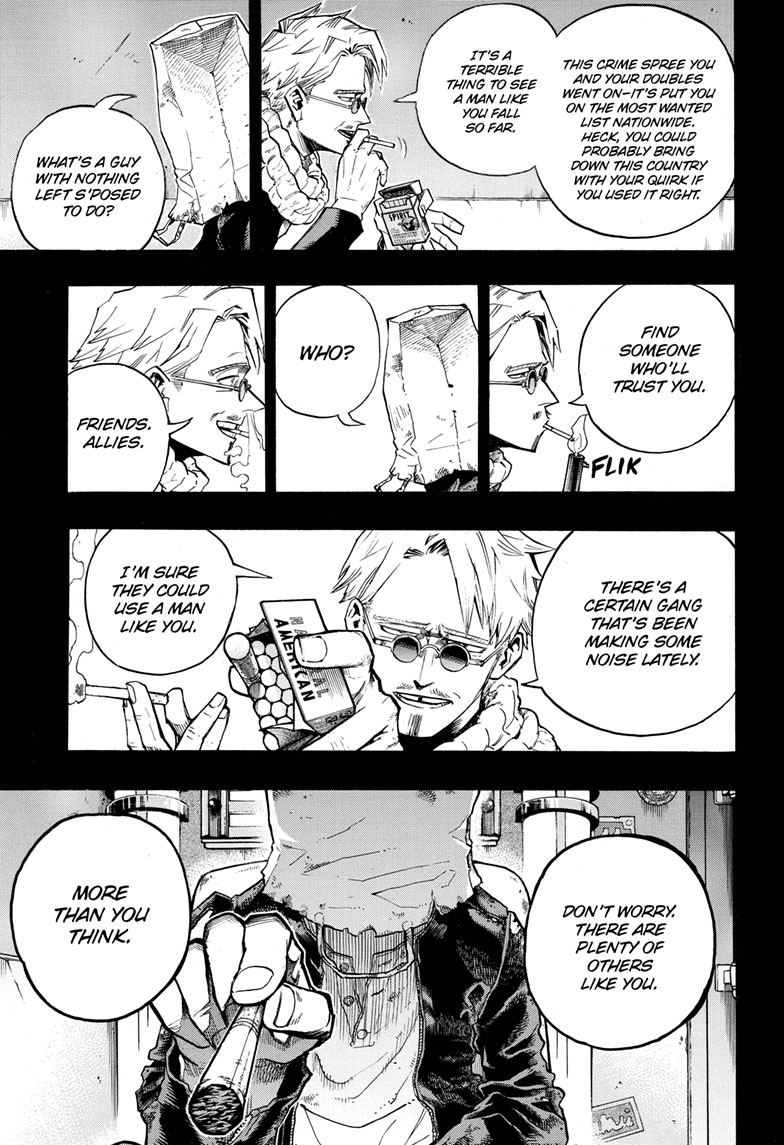 THIS CRIME SPREE YOU
AND YOUR DOUBLES
WENT ON–IT'S PUT YOU
ON THE MOST WANTED
LIST NATIONWIDE.
HECK, YOU COULD
PROBABLY BRING
DOWN THIS COUNTRY
WITH YOUR QUIRK IF
YOU USED IT RIGHT.
IT'S A
TERRIBLE
THING TO SEE
A MAN LIKE
YOU FALL
SO FAR.
SPIRIT
WHAT'S A GUY
WITH NOTHING
LEFT S'POSED
TO DO?
FIND
SOMEONE
WHO'LL
TRUST YOU.
FLIK
WHO?
FRIENDS.
ALLIES.
THERE'S A
CERTAIN GANG
THAT'S BEEN
MAKING SOME
NOISE LATELY.
I'M SURE
THEY COULD
USE A MAN
LIKE YOU.
AMERICAN
DON'T WORRY.
THERE ARE
PLENTY OF
OTHERS
LIKE YOU.
MORE
THAN YOU
THINK.